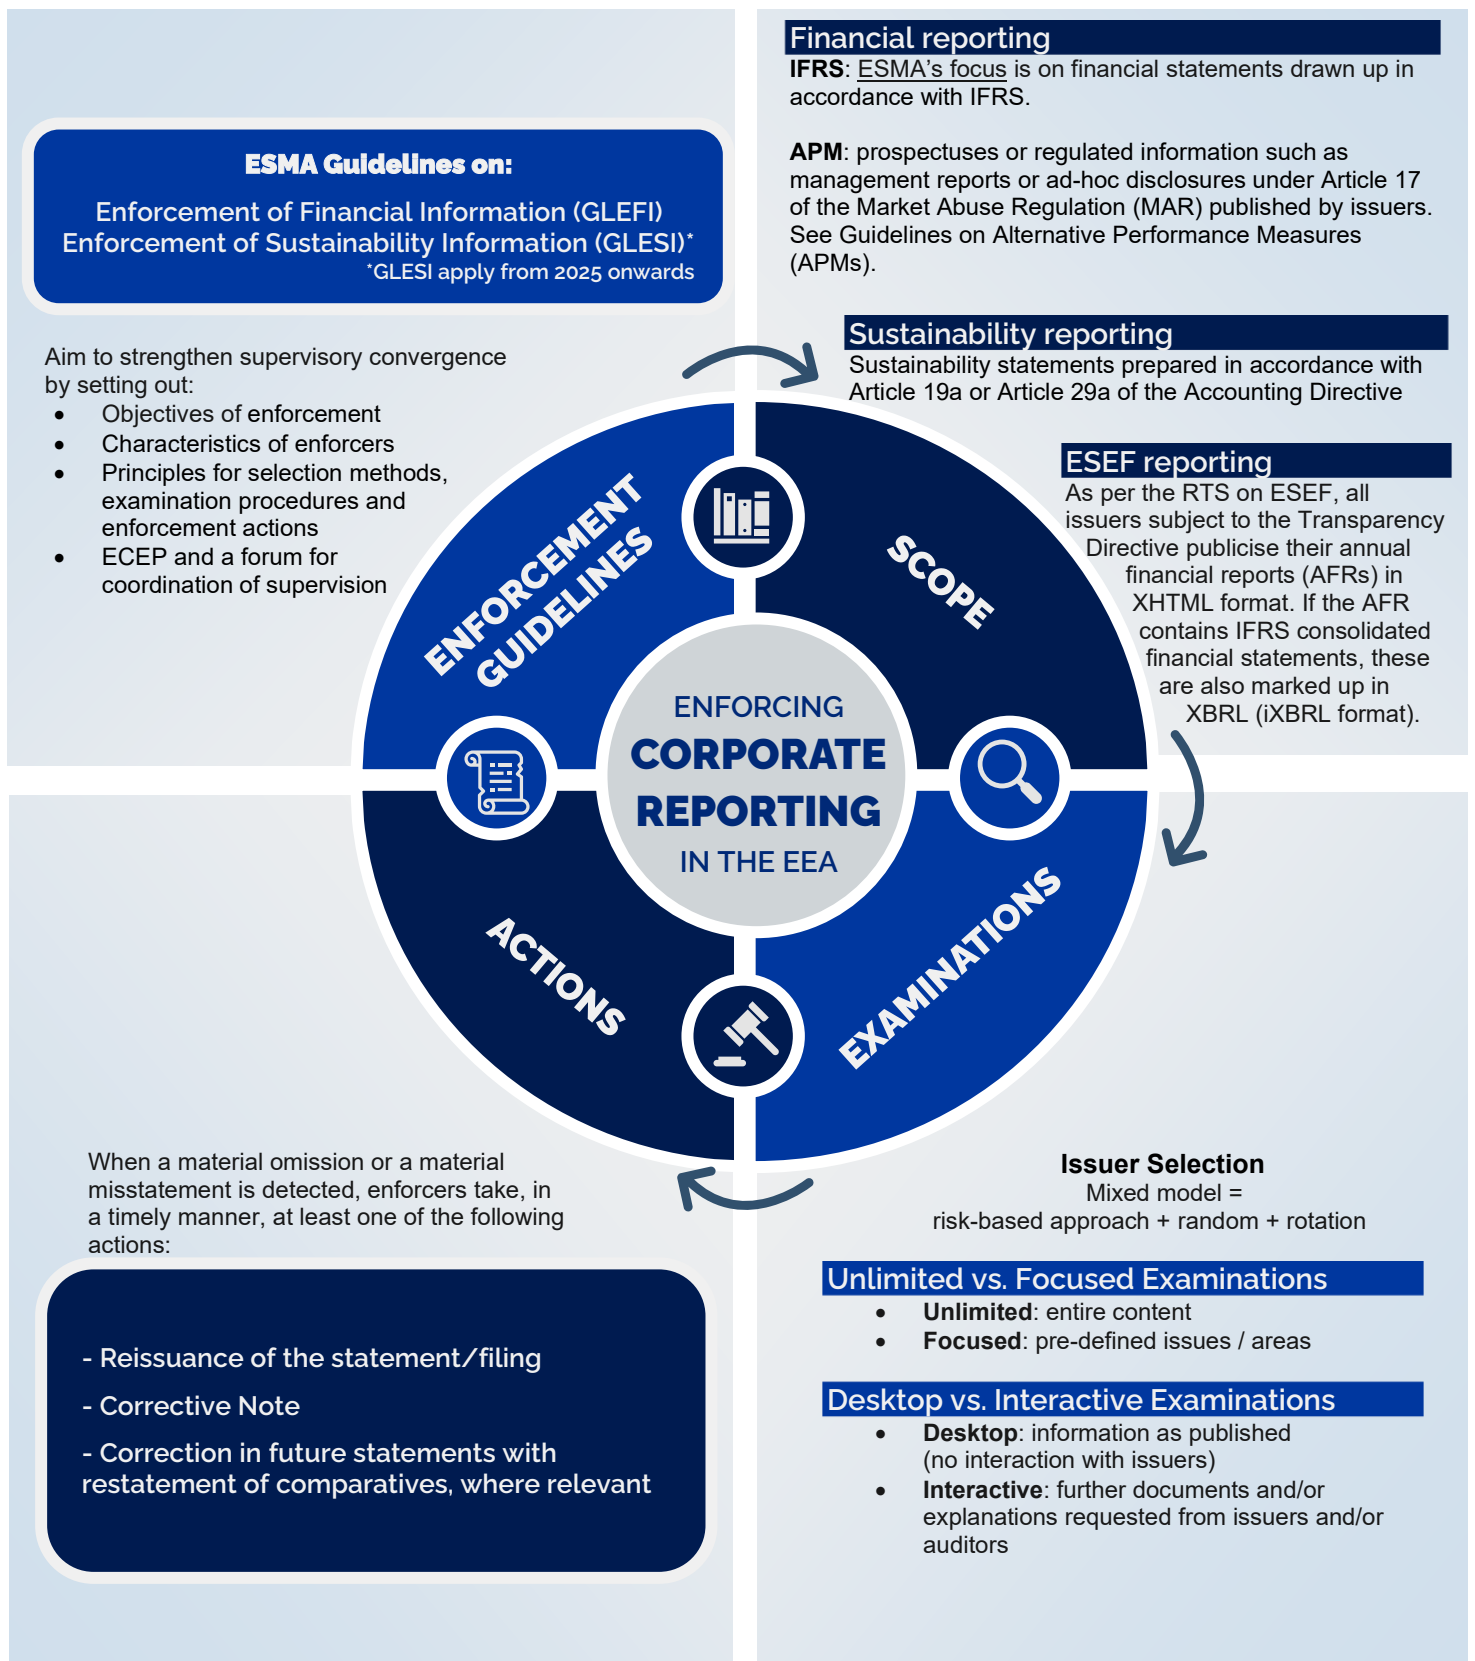 ESMA Guidelines on:
Enforcement of Financial Information (GLEFI)
Enforcement of Sustainability Information (GLESI)*
*GLESI apply from 2025 onwards
Aim to strengthen supervisory convergence
by setting out:
• Objectives of enforcement
• Characteristics of enforcers
• Principles for selection methods,
examination procedures and
enforcement actions
• ECEP and a forum for
coordination of supervision
Financial reporting
IFRS: ESMA's focus is on financial statements drawn up in
accordance with IFRS.
APM: prospectuses or regulated information such as
management reports or ad-hoc disclosures under Article 17
of the Market Abuse Regulation (MAR) published by issuers.
See Guidelines on Alternative Performance Measures
(APMs).
Sustainability reporting
Sustainability statements prepared in accordance with
Article 19a or Article 29a of the Accounting Directive
ESEF reporting
As per the RTS on ESEF, all
issuers subject to the Transparency
Directive publicise their annual
financial reports (AFRs) in
XHTML format. If the AFR
contains IFRS consolidated
financial statements, these
are also marked up in
XBRL (iXBRL format).
ENFORCEMENT
GUIDELINES
SCOPE
ENFORCING
CORPORATE
REPORTING
IN THE EEA
ACTIONS
EXAMINATIONS
When a material omission or a material
misstatement is detected, enforcers take, in
a timely manner, at least one of the following
actions:
- Reissuance of the statement/filing
- Corrective Note
- Correction in future statements with
restatement of comparatives, where relevant
Issuer Selection
Mixed model =
risk-based approach + random + rotation
Unlimited vs. Focused Examinations
• Unlimited: entire content
• Focused: pre-defined issues / areas
Desktop vs. Interactive Examinations
• Desktop: information as published
(no interaction with issuers)
• Interactive: further documents and/or
explanations requested from issuers and/or
auditors